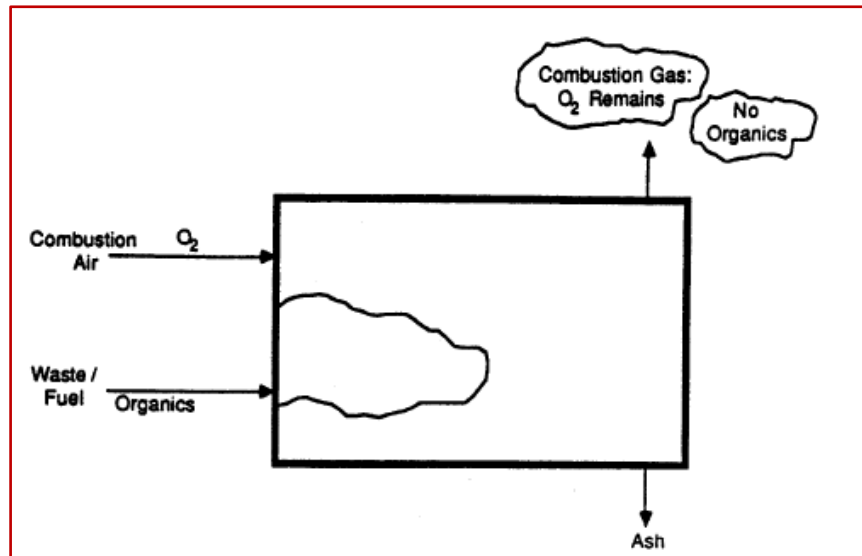 Combustion Gas:
O₂ Remains
No
Organics
Combustion
Air
O₂
Waste /
Fuel
Organics
Ash